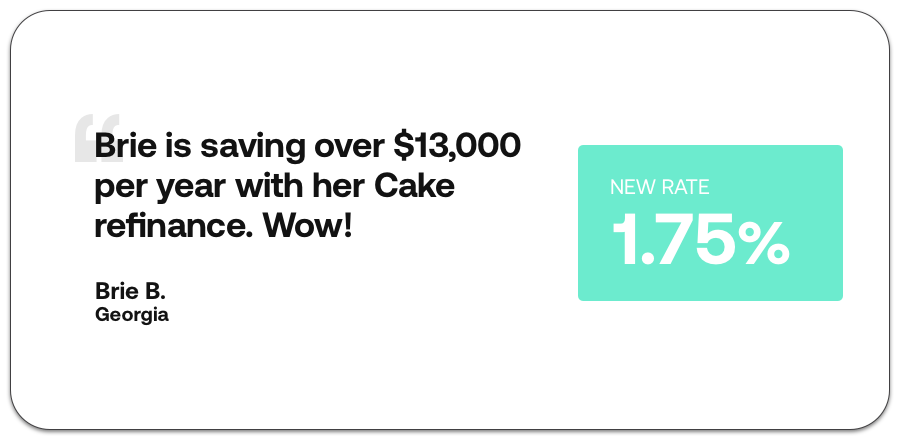 “
Brie is saving over $13,000
per year with her Cake
refinance. Wow!
Brie B.
Georgia
NEW RATE
1.75%